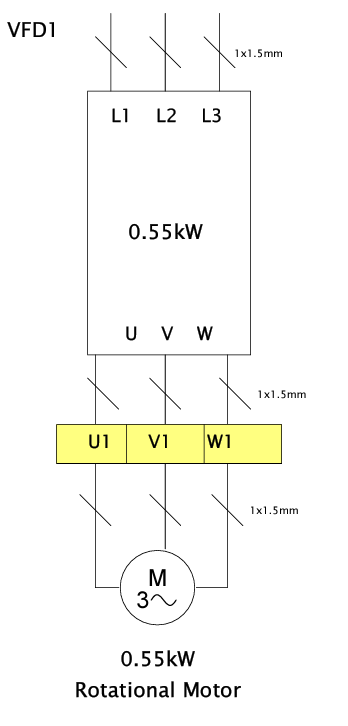 VFD1
1x1.5mm
L1 L2 L3
0.55kW
U V W
1x1.5mm
U1 V1 W1
1x1.5mm
M
3~
0.55kW
Rotational Motor